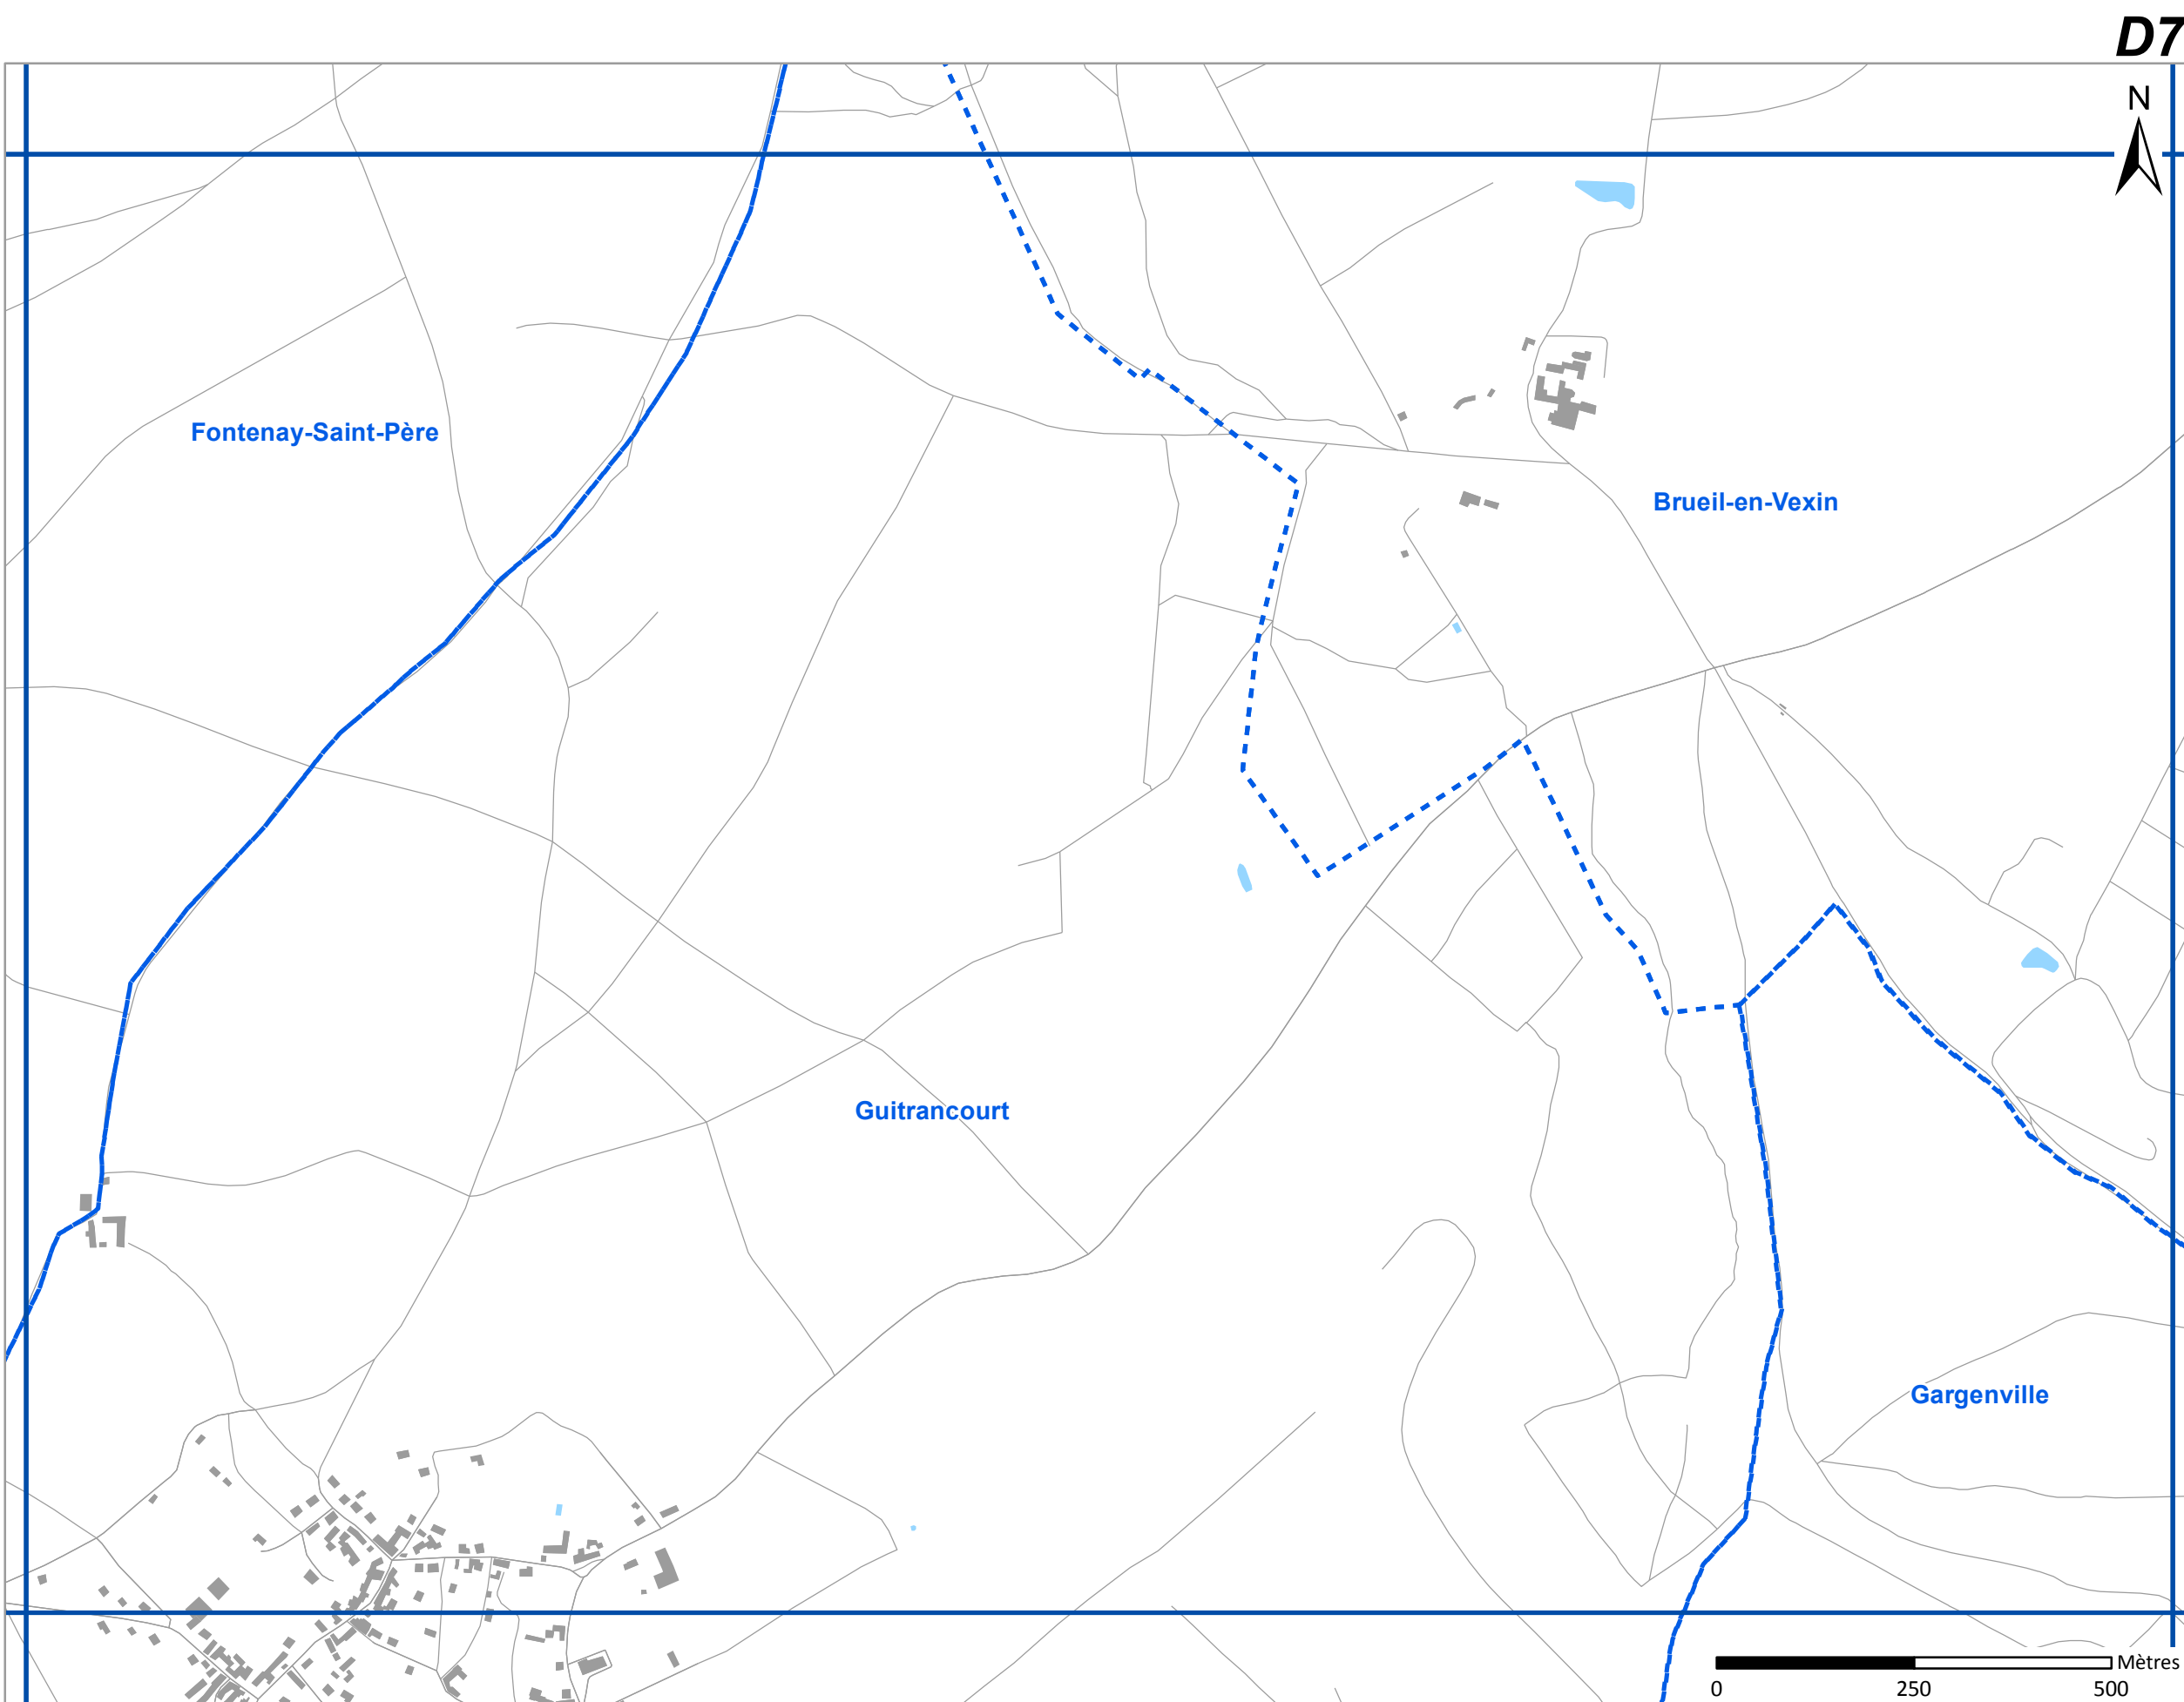 D7
N
Fontenay-Saint-Père
Brueil-en-Vexin
Guitrancourt
Gargenville
Mètres
0 250 500